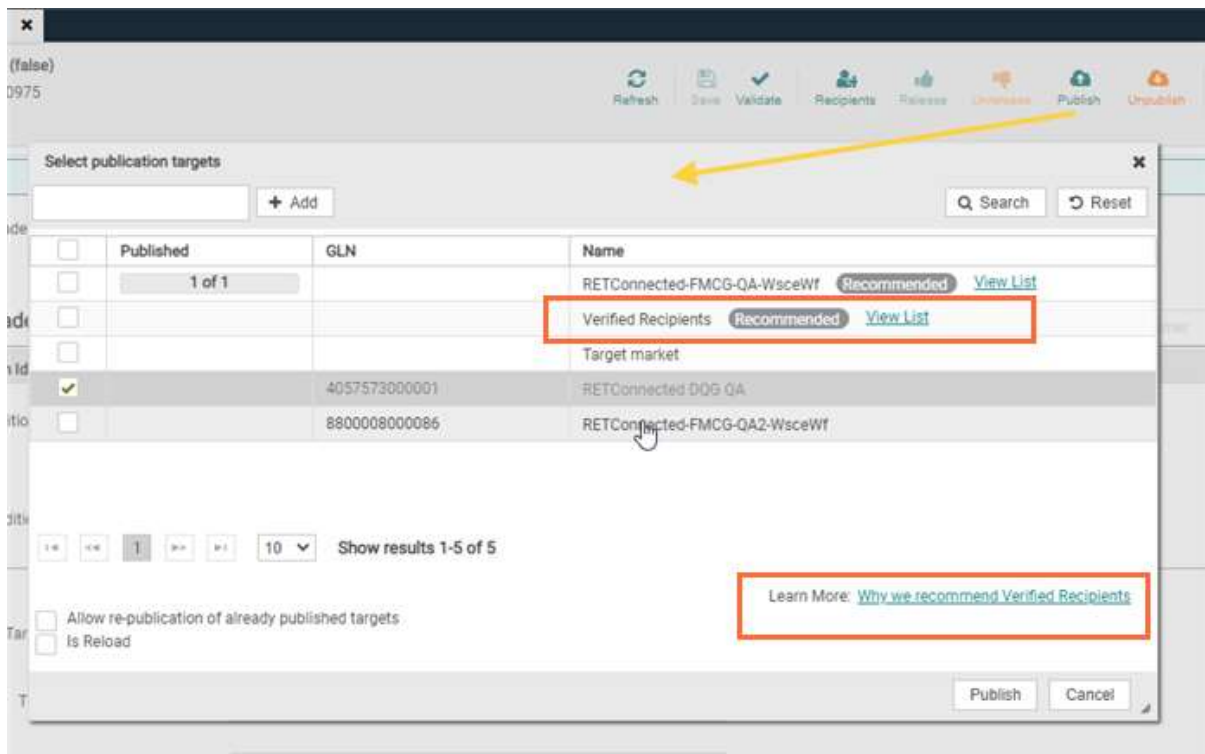 (false)
0975
Refresh Save Validate Recipients Release Unrelease Publish Unpublish
Select publication targets
+ Add Search Reset
Published GLN Name
1 of 1 RETConnected-FMCG-QA-WsceWf Recommended View List
Verified Recipients Recommended View List
Target market
4057573000001 RETConnected DQG QA
8800008000086 RETConnected-FMCG-QA2-WsceWf
1 10 Show results 1-5 of 5
Learn More: Why we recommend Verified Recipients
Allow re-publication of already published targets
Is Reload
Publish Cancel